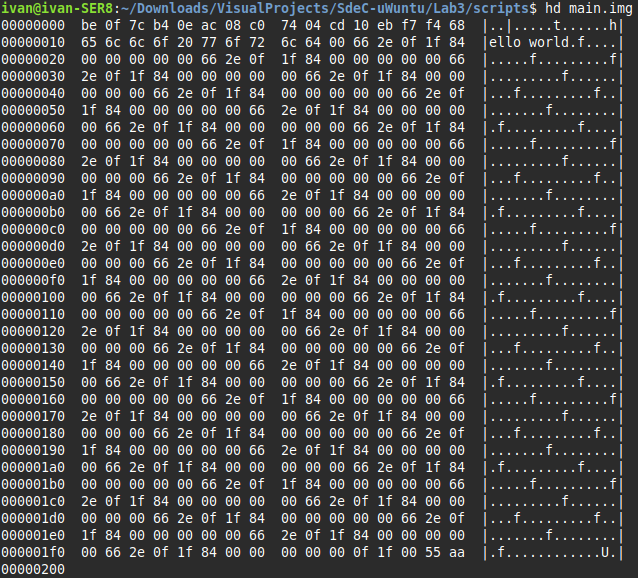 ivan@ivan-SER8:~/Downloads/VisualProjects/SdeC-uWuntu/Lab3/scripts$ hd main.img
00000000  be 0f 7c b4 0e ac 08 c0  74 04 cd 10 eb f7 f4 68  |..|.....t......h|
00000010  65 6c 6c 6f 20 77 6f 72  6c 64 00 66 2e 0f 1f 84  |ello world.f....|
00000020  00 00 00 00 00 66 2e 0f  1f 84 00 00 00 00 00 66  |.....f.........f|
00000030  2e 0f 1f 84 00 00 00 00  00 66 2e 0f 1f 84 00 00  |.........f......|
00000040  00 00 00 66 2e 0f 1f 84  00 00 00 00 00 66 2e 0f  |...f.........f..|
00000050  1f 84 00 00 00 00 00 66  2e 0f 1f 84 00 00 00 00  |.......f........|
00000060  00 66 2e 0f 1f 84 00 00  00 00 00 66 2e 0f 1f 84  |.f.........f....|
00000070  00 00 00 00 00 66 2e 0f  1f 84 00 00 00 00 00 66  |.....f.........f|
00000080  2e 0f 1f 84 00 00 00 00  00 66 2e 0f 1f 84 00 00  |.........f......|
00000090  00 00 00 66 2e 0f 1f 84  00 00 00 00 00 66 2e 0f  |...f.........f..|
000000a0  1f 84 00 00 00 00 00 66  2e 0f 1f 84 00 00 00 00  |.......f........|
000000b0  00 66 2e 0f 1f 84 00 00  00 00 00 66 2e 0f 1f 84  |.f.........f....|
000000c0  00 00 00 00 00 66 2e 0f  1f 84 00 00 00 00 00 66  |.....f.........f|
000000d0  2e 0f 1f 84 00 00 00 00  00 66 2e 0f 1f 84 00 00  |.........f......|
000000e0  00 00 00 66 2e 0f 1f 84  00 00 00 00 00 66 2e 0f  |...f.........f..|
000000f0  1f 84 00 00 00 00 00 66  2e 0f 1f 84 00 00 00 00  |.......f........|
00000100  00 66 2e 0f 1f 84 00 00  00 00 00 66 2e 0f 1f 84  |.f.........f....|
00000110  00 00 00 00 00 66 2e 0f  1f 84 00 00 00 00 00 66  |.....f.........f|
00000120  2e 0f 1f 84 00 00 00 00  00 66 2e 0f 1f 84 00 00  |.........f......|
00000130  00 00 00 66 2e 0f 1f 84  00 00 00 00 00 66 2e 0f  |...f.........f..|
00000140  1f 84 00 00 00 00 00 66  2e 0f 1f 84 00 00 00 00  |.......f........|
00000150  00 66 2e 0f 1f 84 00 00  00 00 00 66 2e 0f 1f 84  |.f.........f....|
00000160  00 00 00 00 00 66 2e 0f  1f 84 00 00 00 00 00 66  |.....f.........f|
00000170  2e 0f 1f 84 00 00 00 00  00 66 2e 0f 1f 84 00 00  |.........f......|
00000180  00 00 00 66 2e 0f 1f 84  00 00 00 00 00 66 2e 0f  |...f.........f..|
00000190  1f 84 00 00 00 00 00 66  2e 0f 1f 84 00 00 00 00  |.......f........|
000001a0  00 66 2e 0f 1f 84 00 00  00 00 00 66 2e 0f 1f 84  |.f.........f....|
000001b0  00 00 00 00 00 66 2e 0f  1f 84 00 00 00 00 00 66  |.....f.........f|
000001c0  2e 0f 1f 84 00 00 00 00  00 66 2e 0f 1f 84 00 00  |.........f......|
000001d0  00 00 00 66 2e 0f 1f 84  00 00 00 00 00 66 2e 0f  |...f.........f..|
000001e0  1f 84 00 00 00 00 00 66  2e 0f 1f 84 00 00 00 00  |.......f........|
000001f0  00 66 2e 0f 1f 84 00 00  00 00 00 0f 1f 00 55 aa  |.f............U.|
00000200